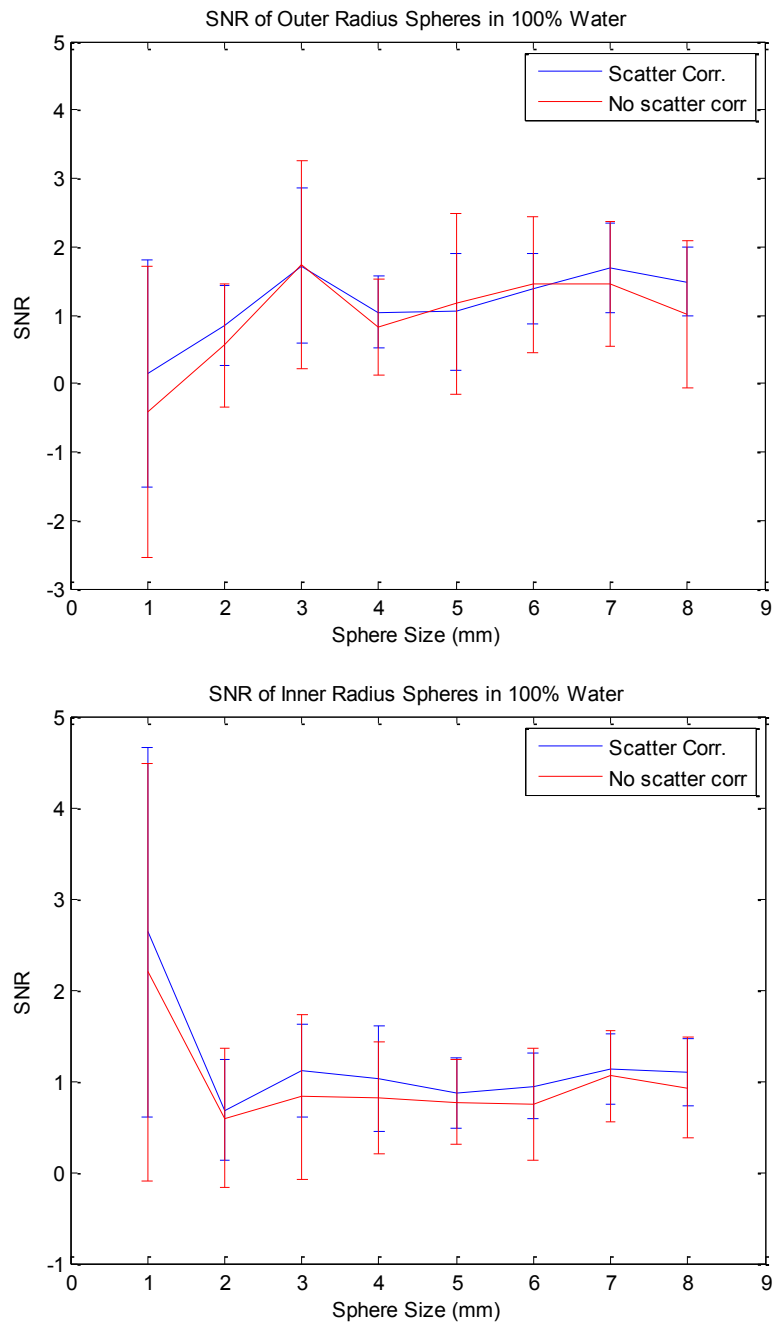 SNR of Outer Radius Spheres in 100% Water
5
4
3
2
1
0
-1
-2
-3
SNR
Scatter Corr.
No scatter corr
0 1 2 3 4 5 6 7 8 9
Sphere Size (mm)
SNR of Inner Radius Spheres in 100% Water
5
4
3
2
1
0
-1
SNR
Scatter Corr.
No scatter corr
0 1 2 3 4 5 6 7 8 9
Sphere Size (mm)